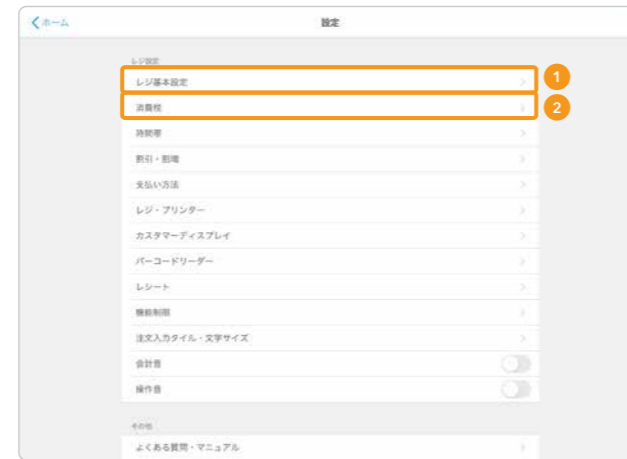 ホーム
設定
レジ設定
レジ基本設定
1
消費税
2
時間帯
割引・割増
支払い方法
レジ・プリンター
カスタマーディスプレイ
バーコードリーダー
レシート
機能制限
注文入力タイル・文字サイズ
会計音
操作音
その他
よくある質問・マニュアル